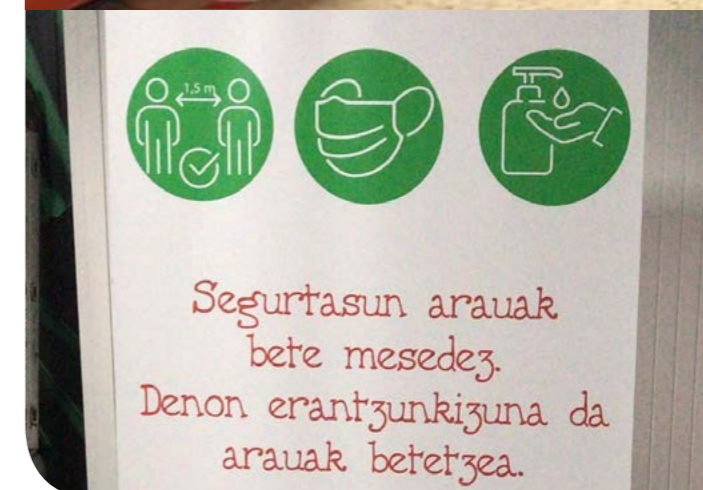 1,5 m
Segurtasun arauak
bete mesedez.
Denon erantzunkizuna da
arauak betetzea.